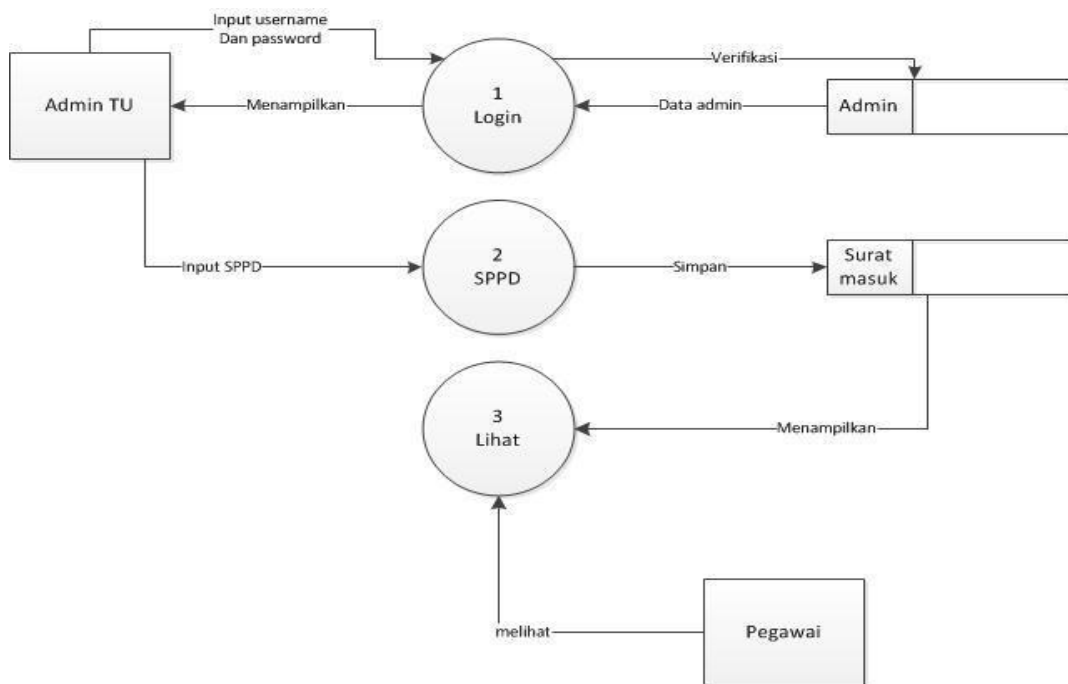 Input username
Dan password
Verifikasi
Admin TU
Menampilkan
1
Login
Data admin
Admin
Input SPPD
2
SPPD
Simpan
Surat
masuk
3
Lihat
Menampilkan
melihat
Pegawai